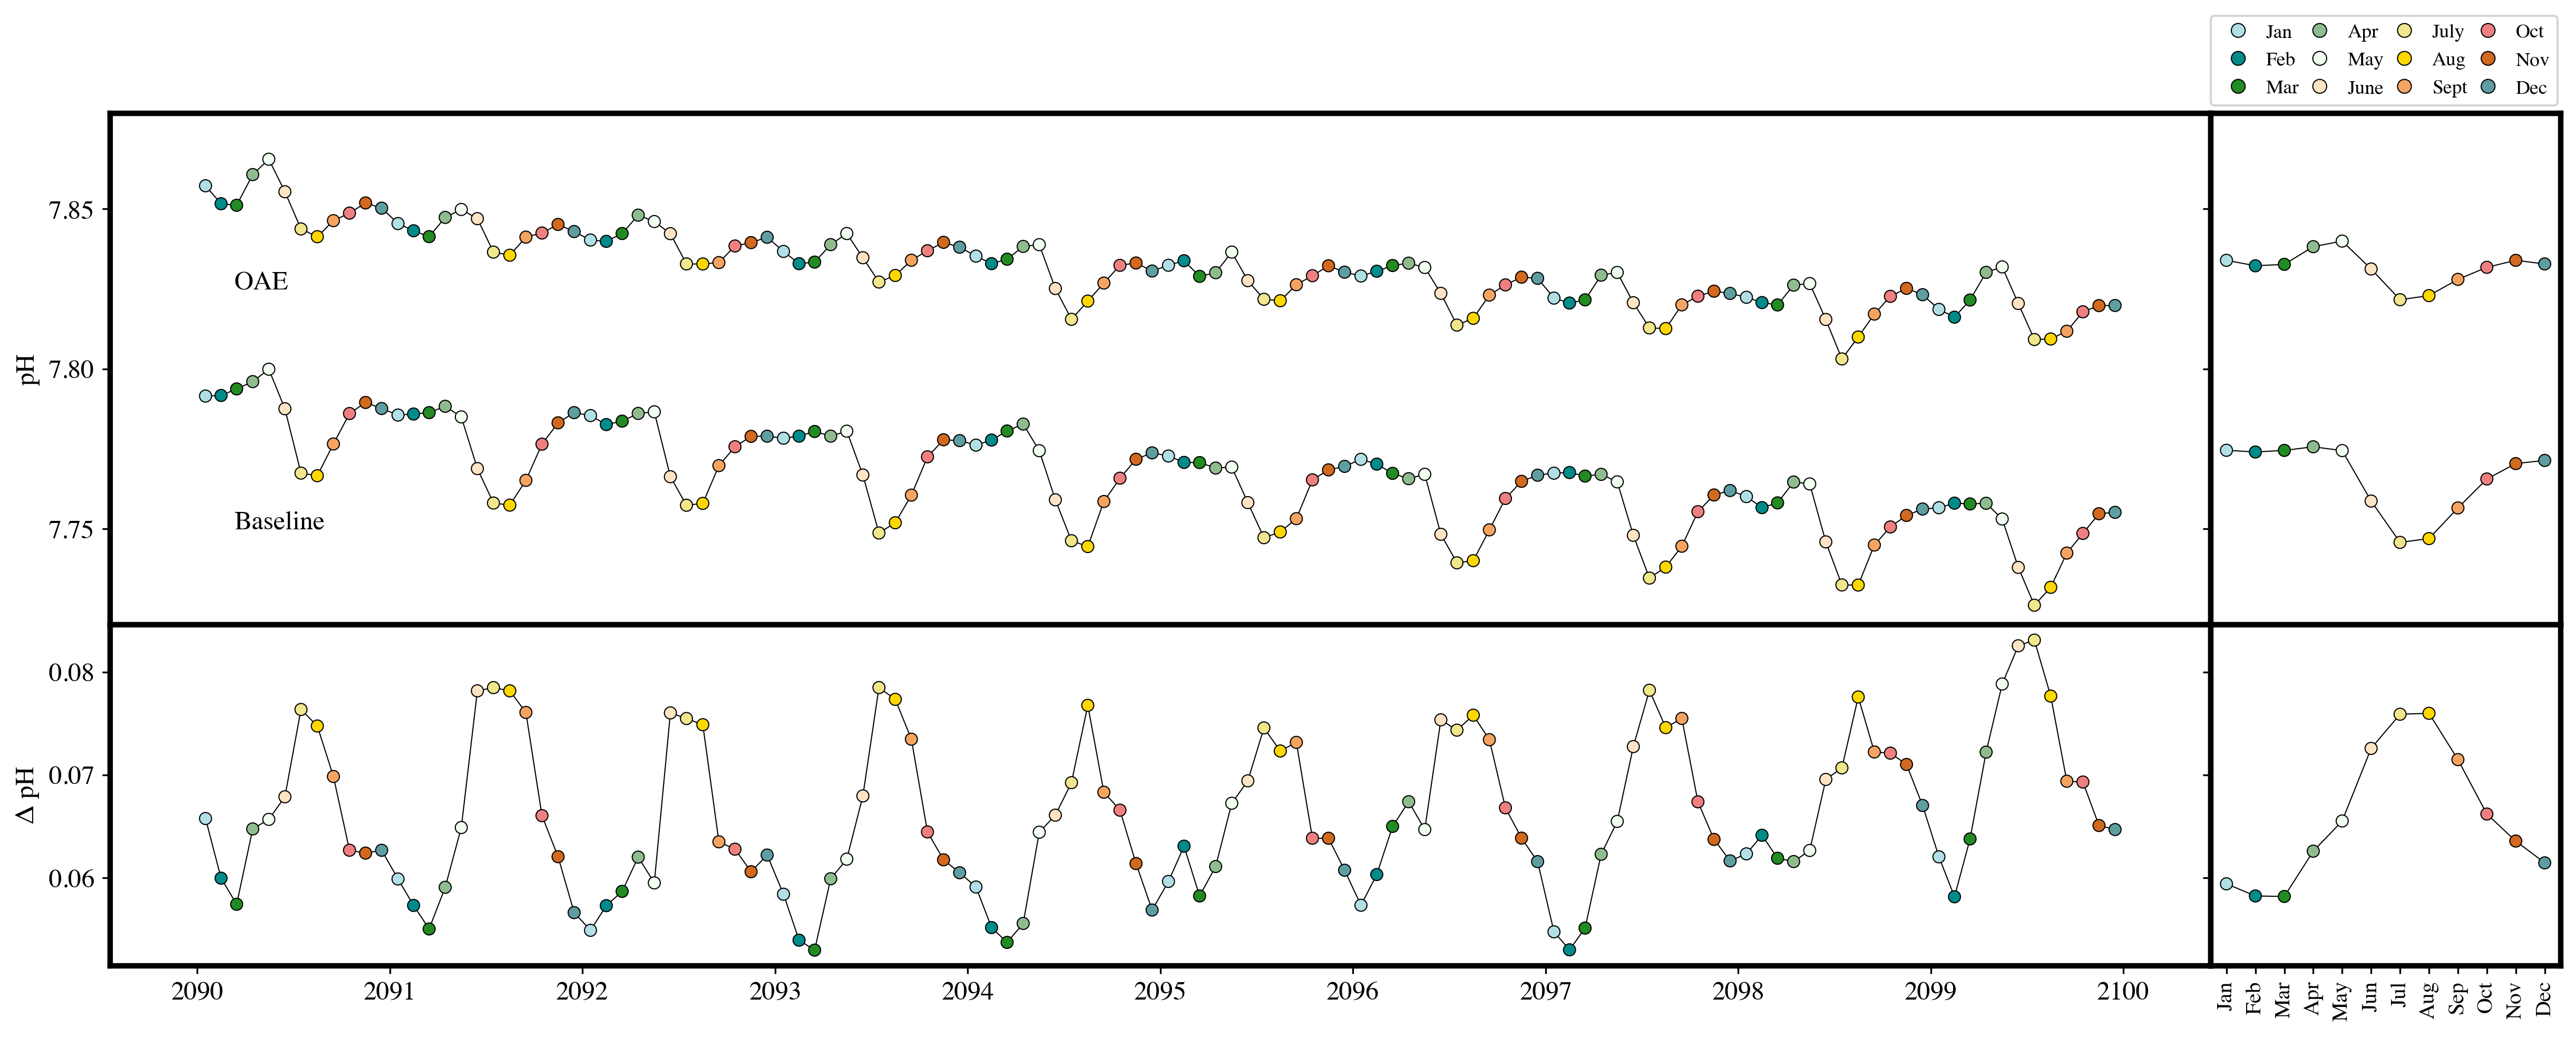 Jan Apr July Oct
Feb May Aug Nov
Mar June Sept Dec
7.85
OAE
7.80
pH
7.75
Baseline
0.08
0.07
Δ pH
0.06
2090 2091 2092 2093 2094 2095 2096 2097 2098 2099 2100
Jan Feb Mar Apr May Jun Jul Aug Sep Oct Nov Dec